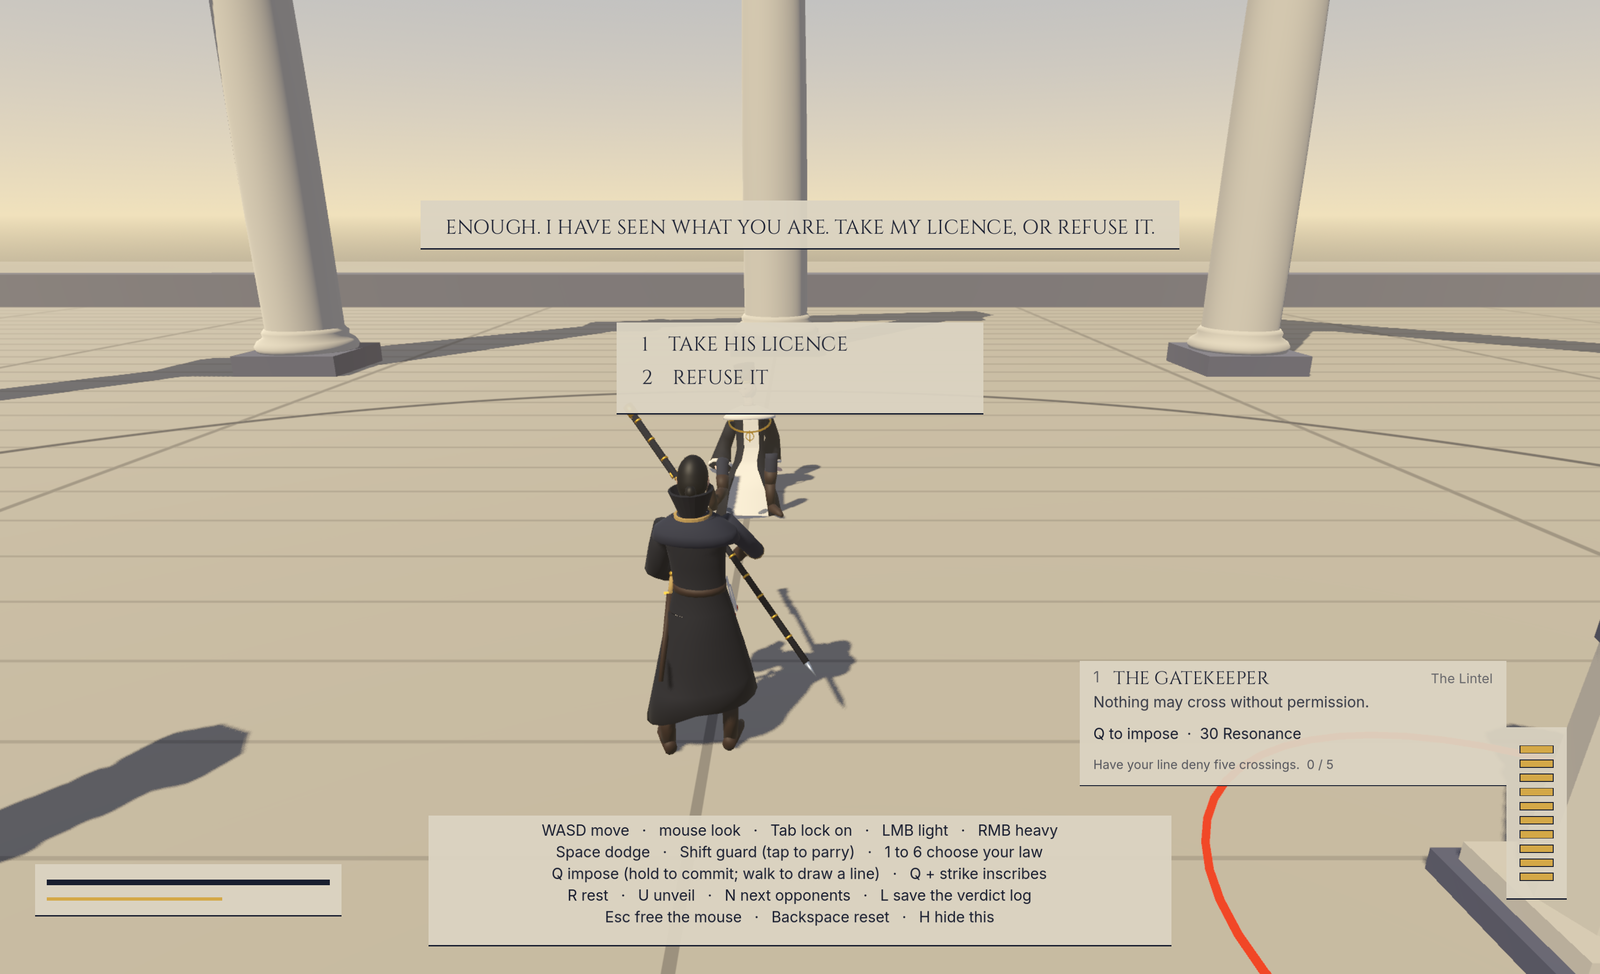 ENOUGH. I HAVE SEEN WHAT YOU ARE. TAKE MY LICENCE, OR REFUSE IT.
1 TAKE HIS LICENCE
2 REFUSE IT
1 THE GATEKEEPER The Lintel
Nothing may cross without permission.
Q to impose · 30 Resonance
Have your line deny five crossings. 0 / 5
WASD move · mouse look · Tab lock on · LMB light · RMB heavy
Space dodge · Shift guard (tap to parry) · 1 to 6 choose your law
Q impose (hold to commit; walk to draw a line) · Q + strike inscribes
R rest · U unveil · N next opponents · L save the verdict log
Esc free the mouse · Backspace reset · H hide this